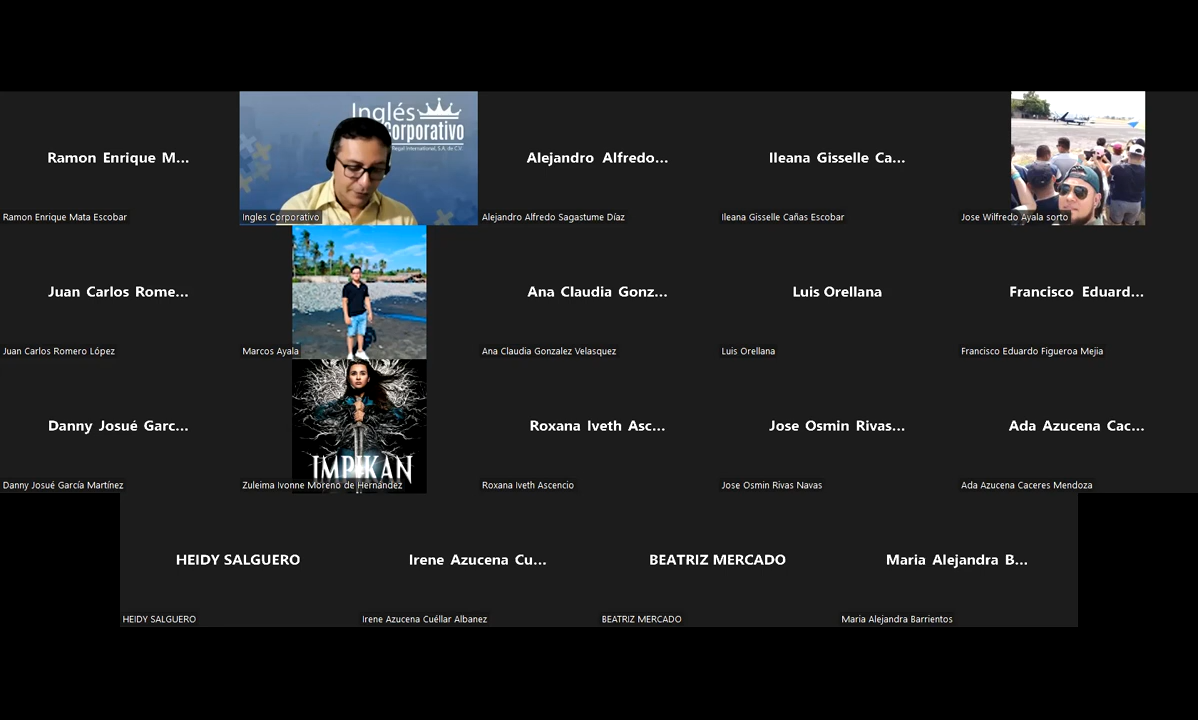 Ramon Enrique M...
Ramon Enrique Mata Escobar
Inglés
Corporativo
Regal International, S.A. de C.V.
Ingles Corporativo
Alejandro Alfredo...
Alejandro Alfredo Sagastume Díaz
Ileana Gisselle Ca...
Ileana Gisselle Cañas Escobar
Jose Wilfredo Ayala sorto
Juan Carlos Rome...
Juan Carlos Romero López
Marcos Ayala
Ana Claudia Gonz...
Ana Claudia Gonzalez Velasquez
Luis Orellana
Luis Orellana
Francisco Eduard...
Francisco Eduardo Figueroa Mejia
Danny Josué Garc...
Danny Josué García Martínez
IMPIKAN
Zuleima Ivonne Moreno de Hernández
Roxana Iveth Asc...
Roxana Iveth Ascencio
Jose Osmin Rivas...
Jose Osmin Rivas Navas
Ada Azucena Cac...
Ada Azucena Caceres Mendoza
HEIDY SALGUERO
HEIDY SALGUERO
Irene Azucena Cu...
Irene Azucena Cuéllar Albanez
BEATRIZ MERCADO
BEATRIZ MERCADO
Maria Alejandra B...
Maria Alejandra Barrientos